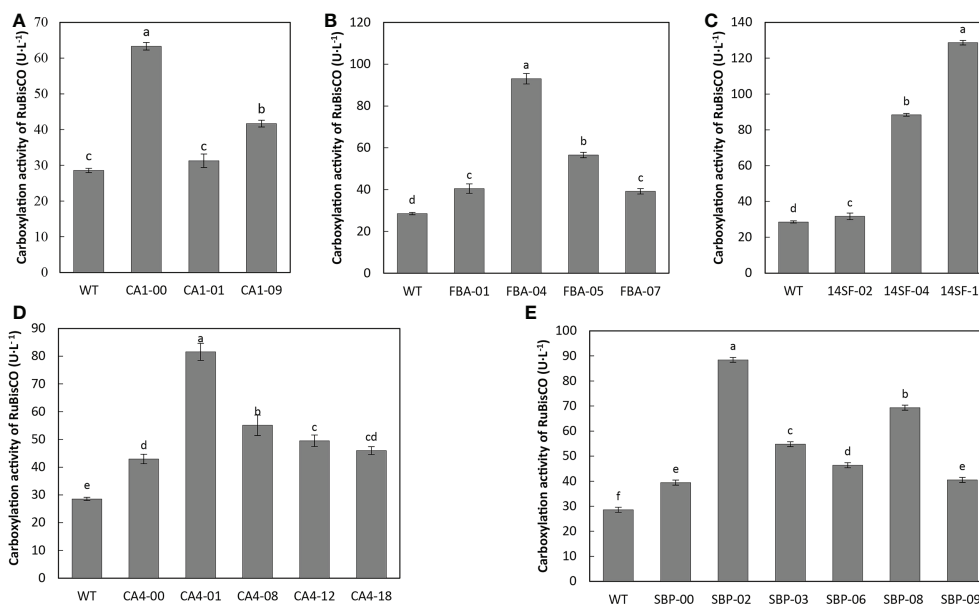 A
Carboxylation activity of RuBisCO (U·L⁻¹)
70
60
50
40
30
20
10
0
c
a
c
b
WT CA1-00 CA1-01 CA1-09
B
Carboxylation activity of RuBisCO (U·L⁻¹)
120
100
80
60
40
20
0
d
c
a
b
c
WT FBA-01 FBA-04 FBA-05 FBA-07
C
Carboxylation activity of RuBisCO (U·L⁻¹)
140
120
100
80
60
40
20
0
d
c
b
a
WT 14SF-02 14SF-04 14SF-1
D
Carboxylation activity of RuBisCO (U·L⁻¹)
90
80
70
60
50
40
30
20
10
0
e
d
a
b
c
cd
WT CA4-00 CA4-01 CA4-08 CA4-12 CA4-18
E
Carboxylation activity of RuBisCO (U·L⁻¹)
100
90
80
70
60
50
40
30
20
10
0
f
e
a
c
d
b
e
WT SBP-00 SBP-02 SBP-03 SBP-06 SBP-08 SBP-09